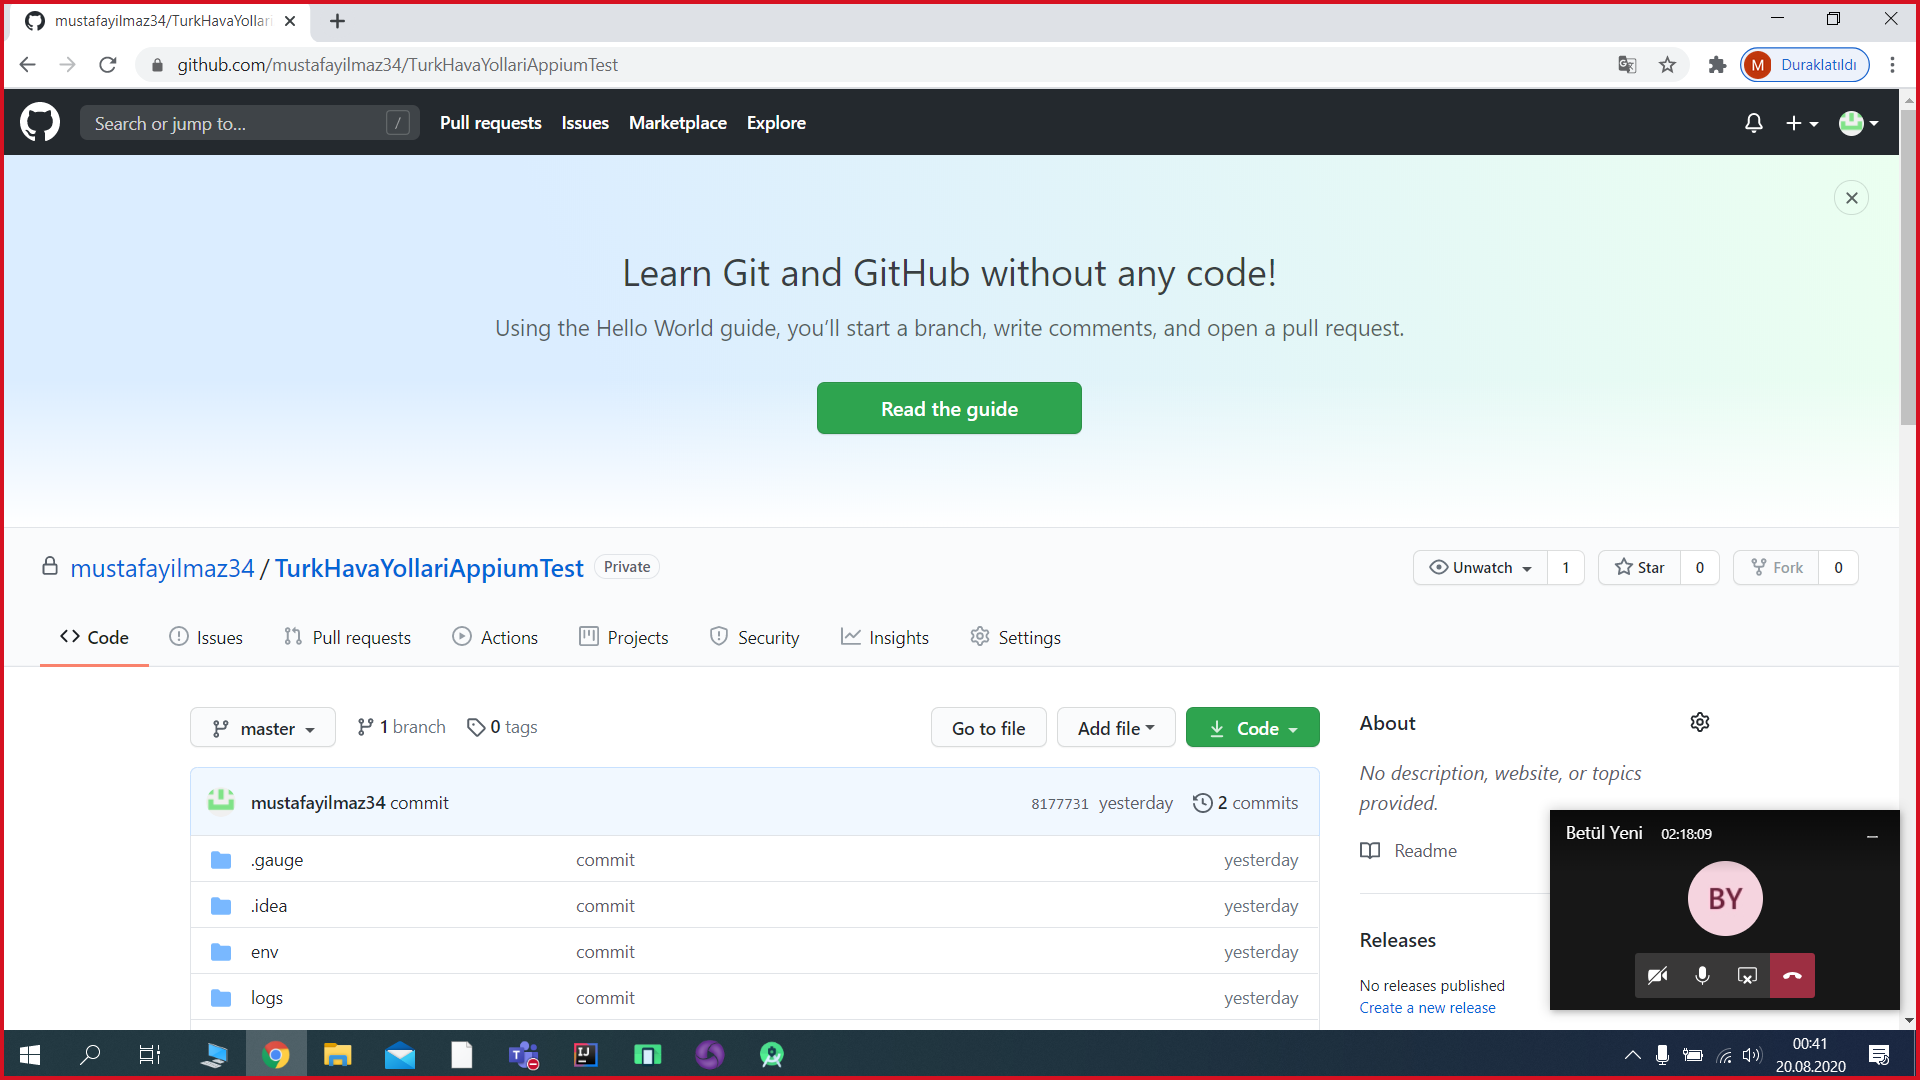 mustafayilmaz34/TurkHavaYollari
github.com/mustafayilmaz34/TurkHavaYollariAppiumTest
M Duraklatıldı
Search or jump to... /
Pull requests Issues Marketplace Explore
Learn Git and GitHub without any code!
Using the Hello World guide, you’ll start a branch, write comments, and open a pull request.
Read the guide
mustafayilmaz34 / TurkHavaYollariAppiumTest Private
Unwatch 1 Star 0 Fork 0
Code Issues Pull requests Actions Projects Security Insights Settings
master 1 branch 0 tags Go to file Add file Code
mustafayilmaz34 commit 8177731 yesterday 2 commits
.gauge commit yesterday
.idea commit yesterday
env commit yesterday
logs commit yesterday
About
No description, website, or topics
provided.
Readme
Releases
No releases published
Create a new release
Betül Yeni 02:18:09
BY
00:41
20.08.2020